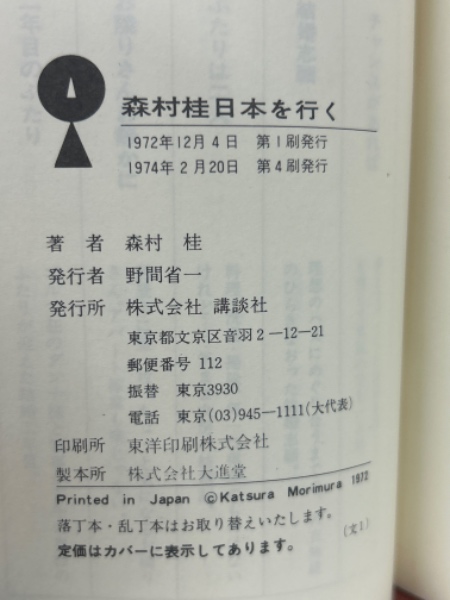 森村桂日本を行く
1972年12月4日 第1刷発行
1974年2月20日 第4刷発行
著者 森村 桂
発行者 野間省一
発行所 株式会社 講談社
東京都文京区音羽2—12—21
郵便番号 112
振替 東京3930
電話 東京(03)945—1111(大代表)
印刷所 東洋印刷株式会社
製本所 株式会社大進堂
Printed in Japan ©Katsura Morimura 1972
落丁本・乱丁本はお取り替えいたします。
定価はカバーに表示してあります。
(文1)